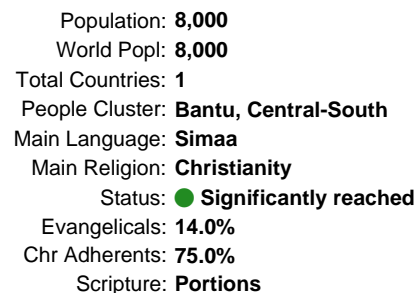 Population: 8,000
World Popl: 8,000
Total Countries: 1
People Cluster: Bantu, Central-South
Main Language: Simaa
Main Religion: Christianity
Status: Significantly reached
Evangelicals: 14.0%
Chr Adherents: 75.0%
Scripture: Portions